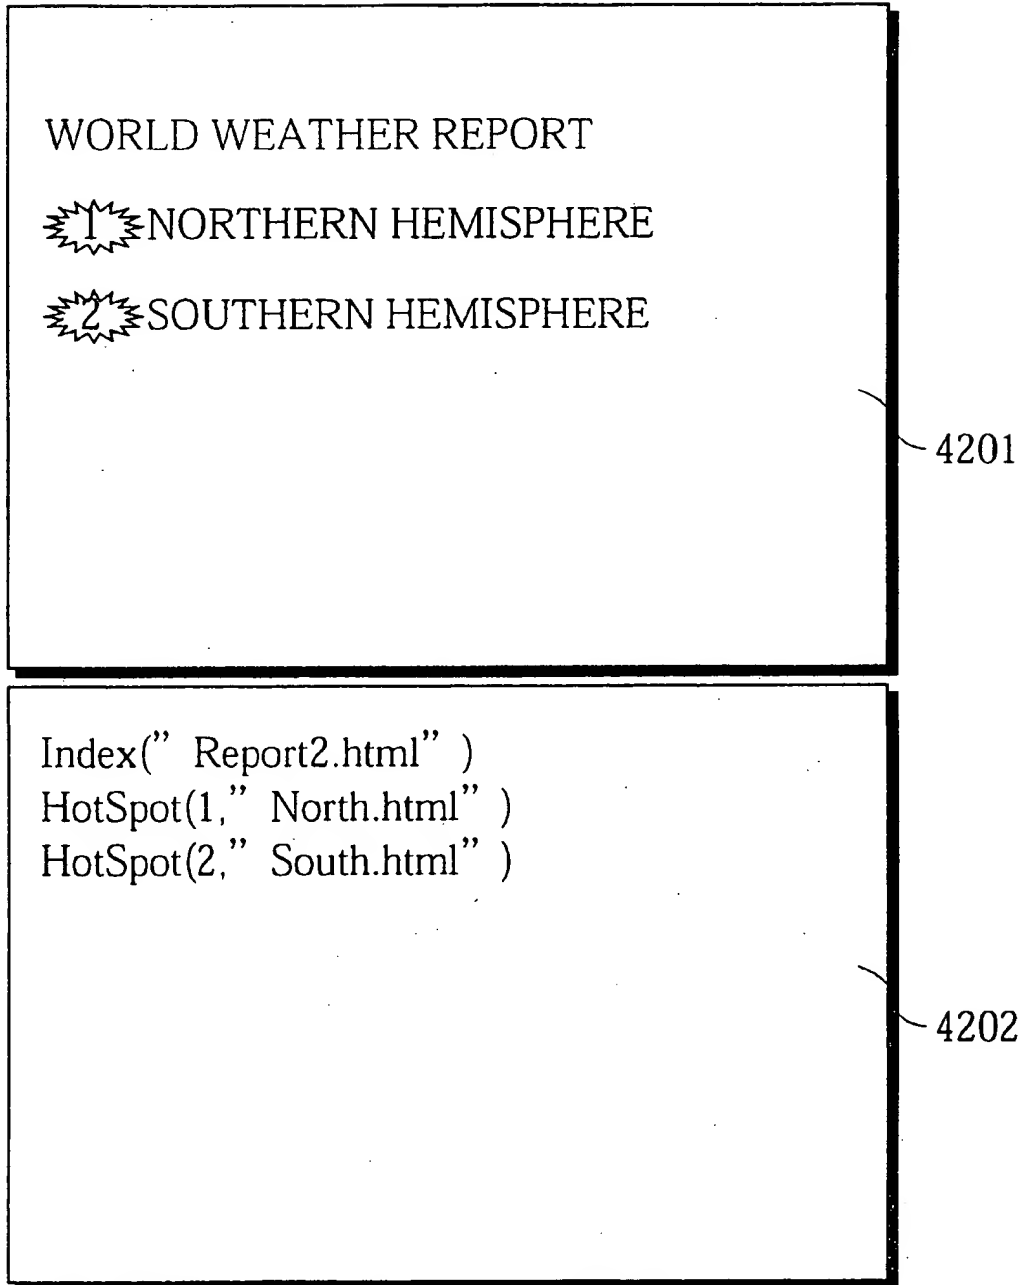 WORLD WEATHER REPORT
1 NORTHERN HEMISPHERE
2 SOUTHERN HEMISPHERE
4201
Index(” Report2.html” )
HotSpot(1,” North.html” )
HotSpot(2,” South.html” )
4202